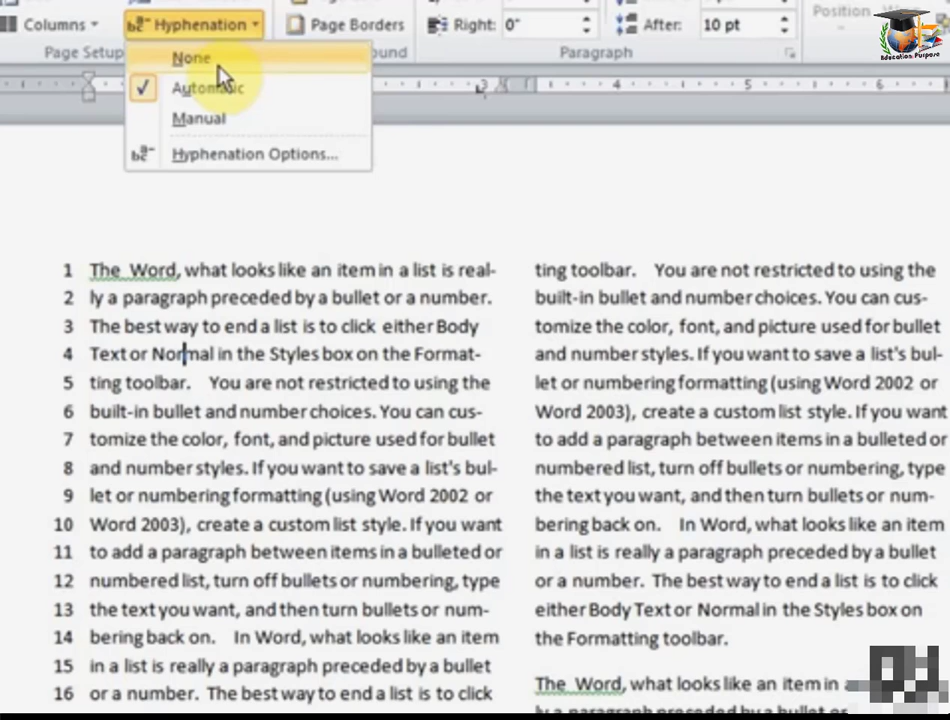 Columns
Hyphenation
Page Borders
Right: 0"
After: 10 pt
Position
Page Setup
Paragraph
None
Automatic
Manual
Hyphenation Options...
3 4 5 6
Education Purpose
1 The Word, what looks like an item in a list is real-
2 ly a paragraph preceded by a bullet or a number.
3 The best way to end a list is to click either Body
4 Text or Normal in the Styles box on the Format-
5 ting toolbar. You are not restricted to using the
6 built-in bullet and number choices. You can cus-
7 tomize the color, font, and picture used for bullet
8 and number styles. If you want to save a list's bul-
9 let or numbering formatting (using Word 2002 or
10 Word 2003), create a custom list style. If you want
11 to add a paragraph between items in a bulleted or
12 numbered list, turn off bullets or numbering, type
13 the text you want, and then turn bullets or num-
14 bering back on. In Word, what looks like an item
15 in a list is really a paragraph preceded by a bullet
16 or a number. The best way to end a list is to click
ting toolbar. You are not restricted to using the
built-in bullet and number choices. You can cus-
tomize the color, font, and picture used for bullet
and number styles. If you want to save a list's bul-
let or numbering formatting (using Word 2002 or
Word 2003), create a custom list style. If you want
to add a paragraph between items in a bulleted or
numbered list, turn off bullets or numbering, type
the text you want, and then turn bullets or num-
bering back on. In Word, what looks like an item
in a list is really a paragraph preceded by a bullet
or a number. The best way to end a list is to click
either Body Text or Normal in the Styles box on
the Formatting toolbar.
The Word, what looks like an item in
ly a paragraph preceded by a bullet or